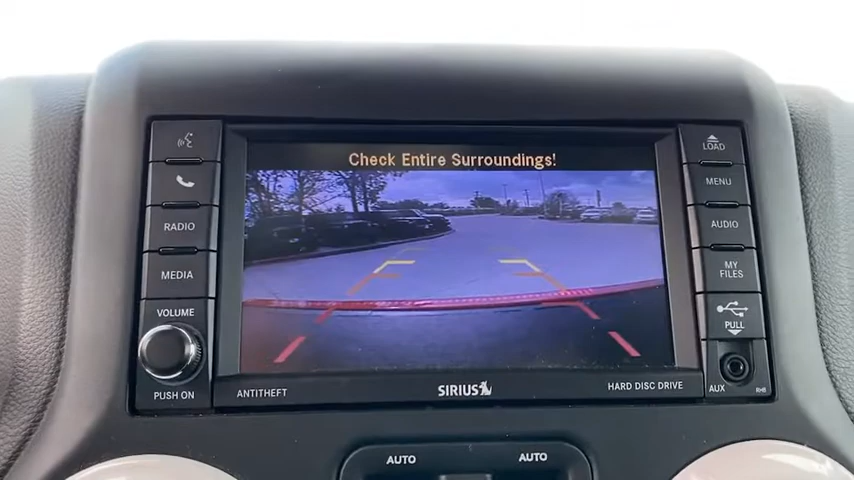 Check Entire Surroundings!
RADIO
MEDIA
VOLUME
PUSH ON
LOAD
MENU
AUDIO
MY
FILES
PULL
AUX
RHB
ANTITHEFT
SIRIUS
HARD DISC DRIVE
AUTO
AUTO